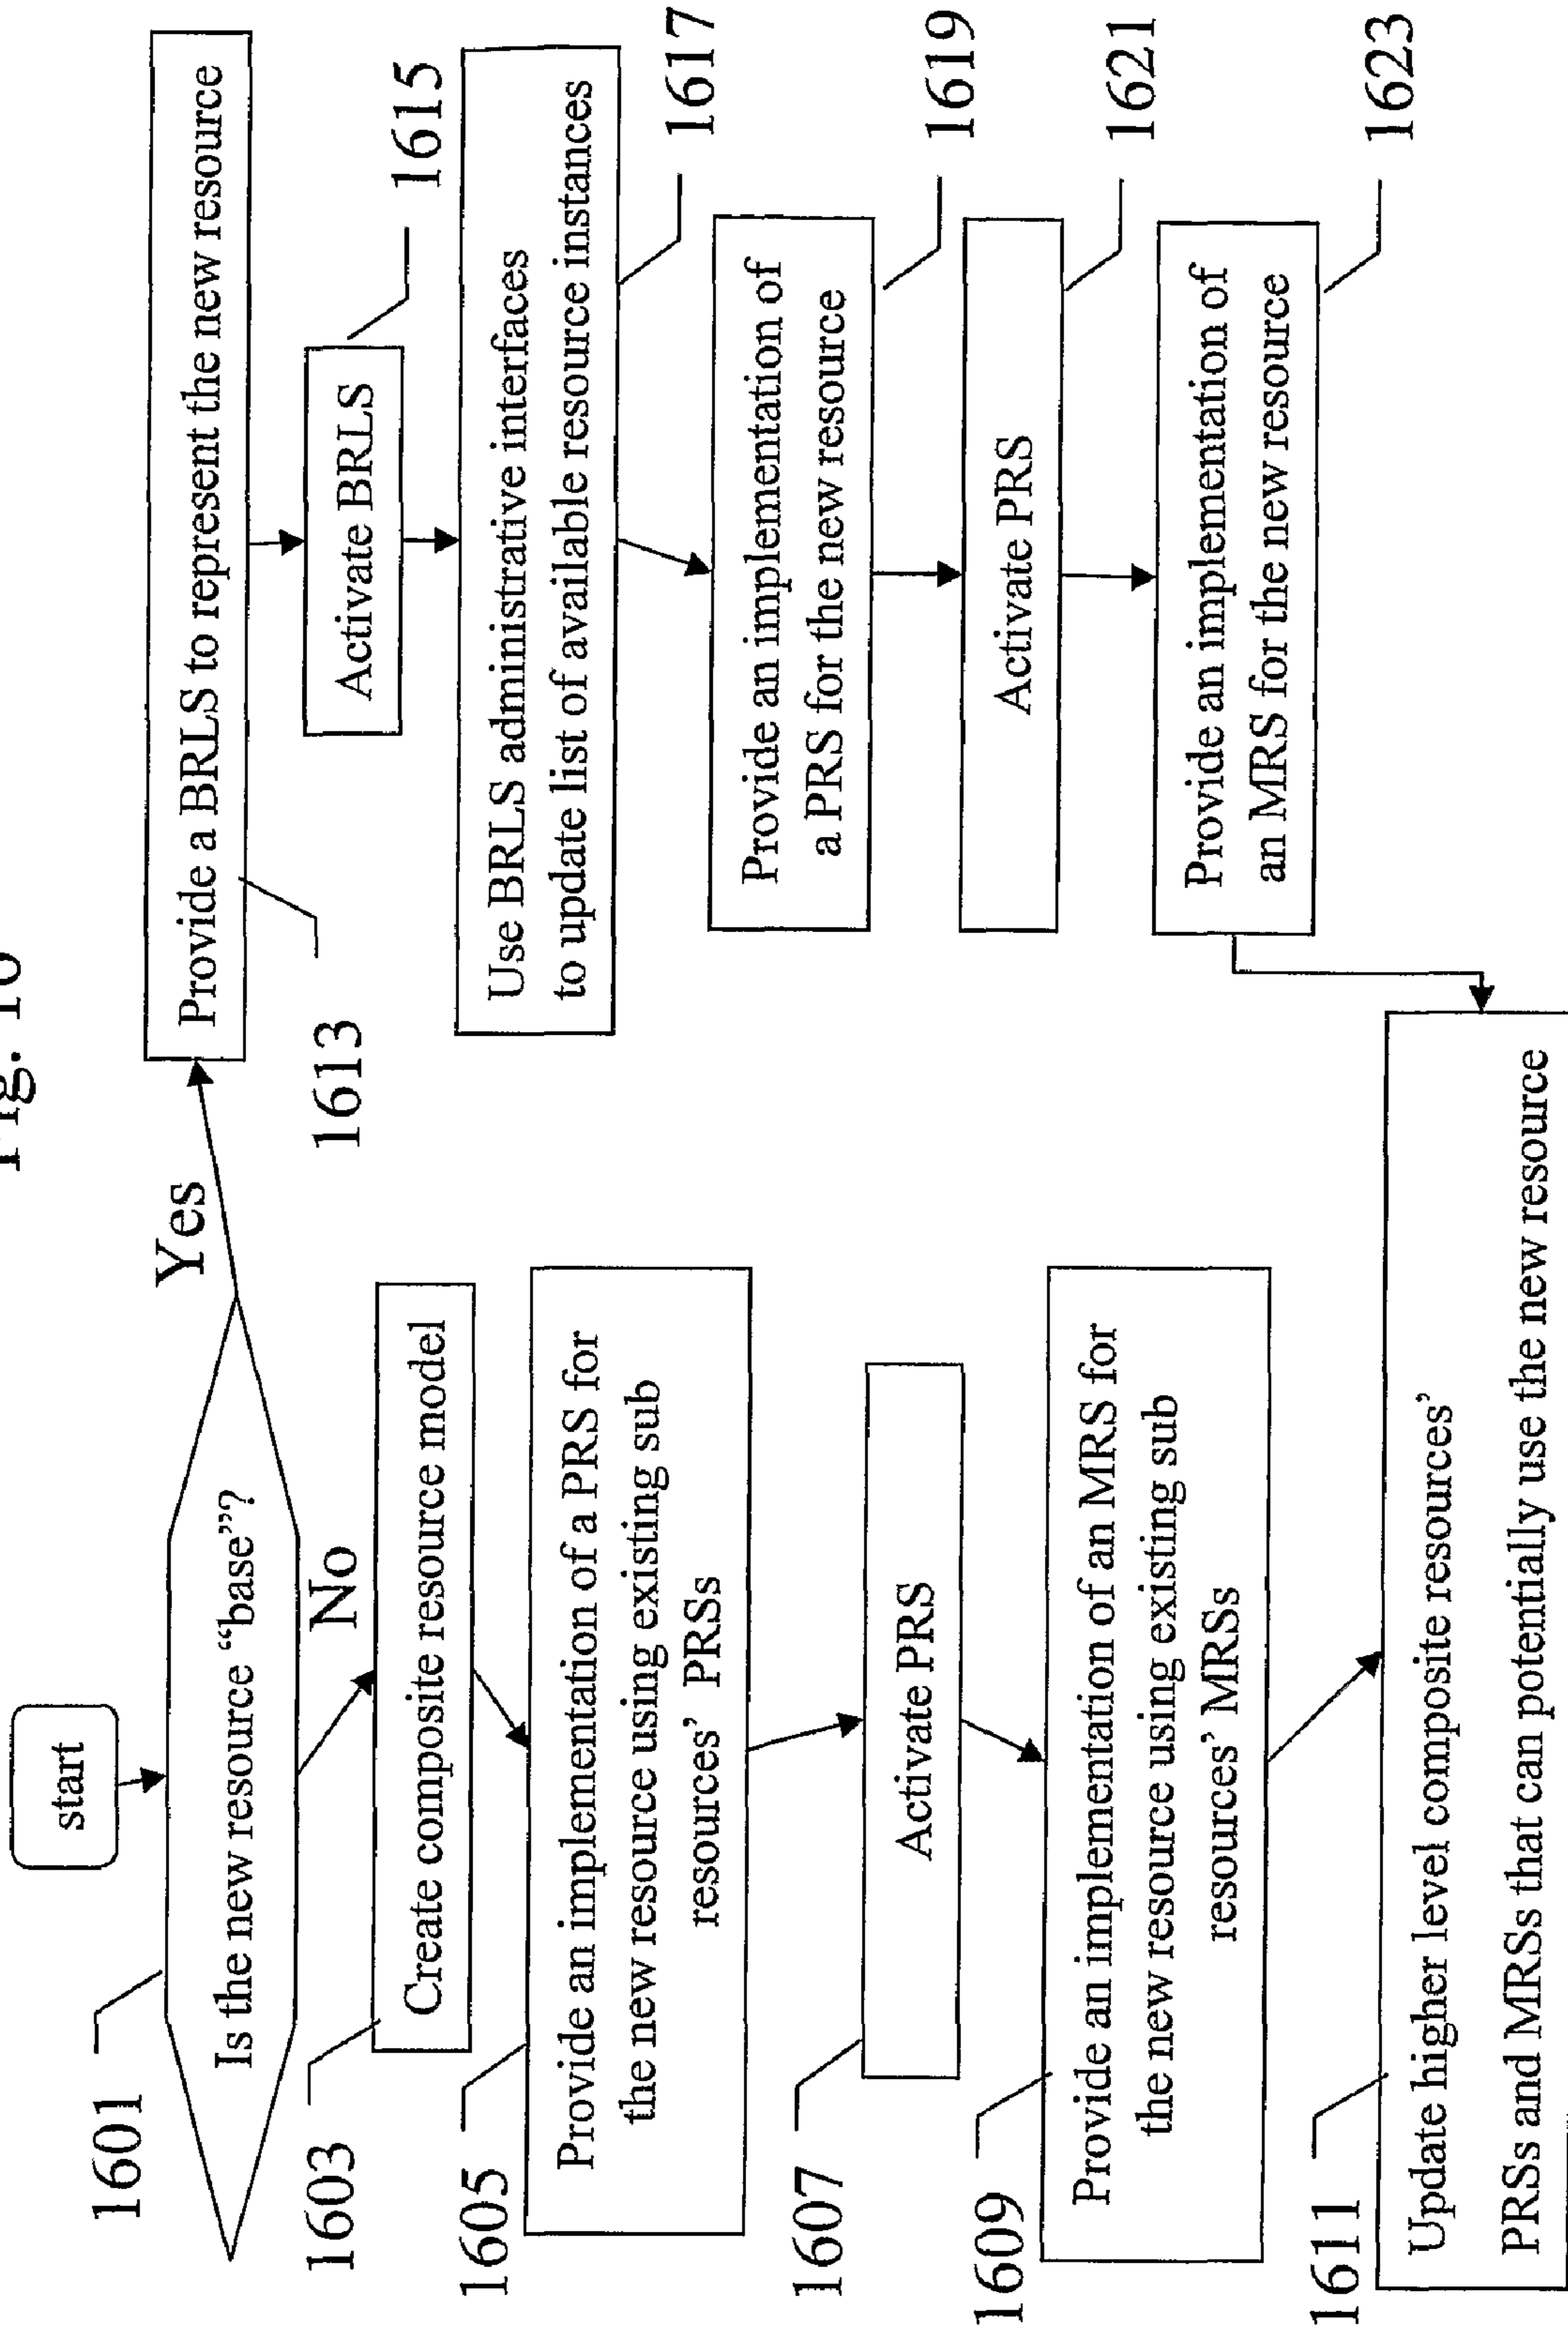 Fig. 16
start
1601
Is the new resource “base”?
Yes
No
1603
Create composite resource model
1605
Provide an implementation of a PRS for
the new resource using existing sub
resources’ PRSs
1607
Activate PRS
1609
Provide an implementation of an MRS for
the new resource using existing sub
resources’ MRSs
1611
Update higher level composite resources’
PRSs and MRSs that can potentially use the new resource
Provide a BRLS to represent the new resource
1613
Activate BRLS
1615
Use BRLS administrative interfaces
to update list of available resource instances
1617
Provide an implementation of
a PRS for the new resource
1619
Activate PRS
1621
Provide an implementation of
an MRS for the new resource
1623